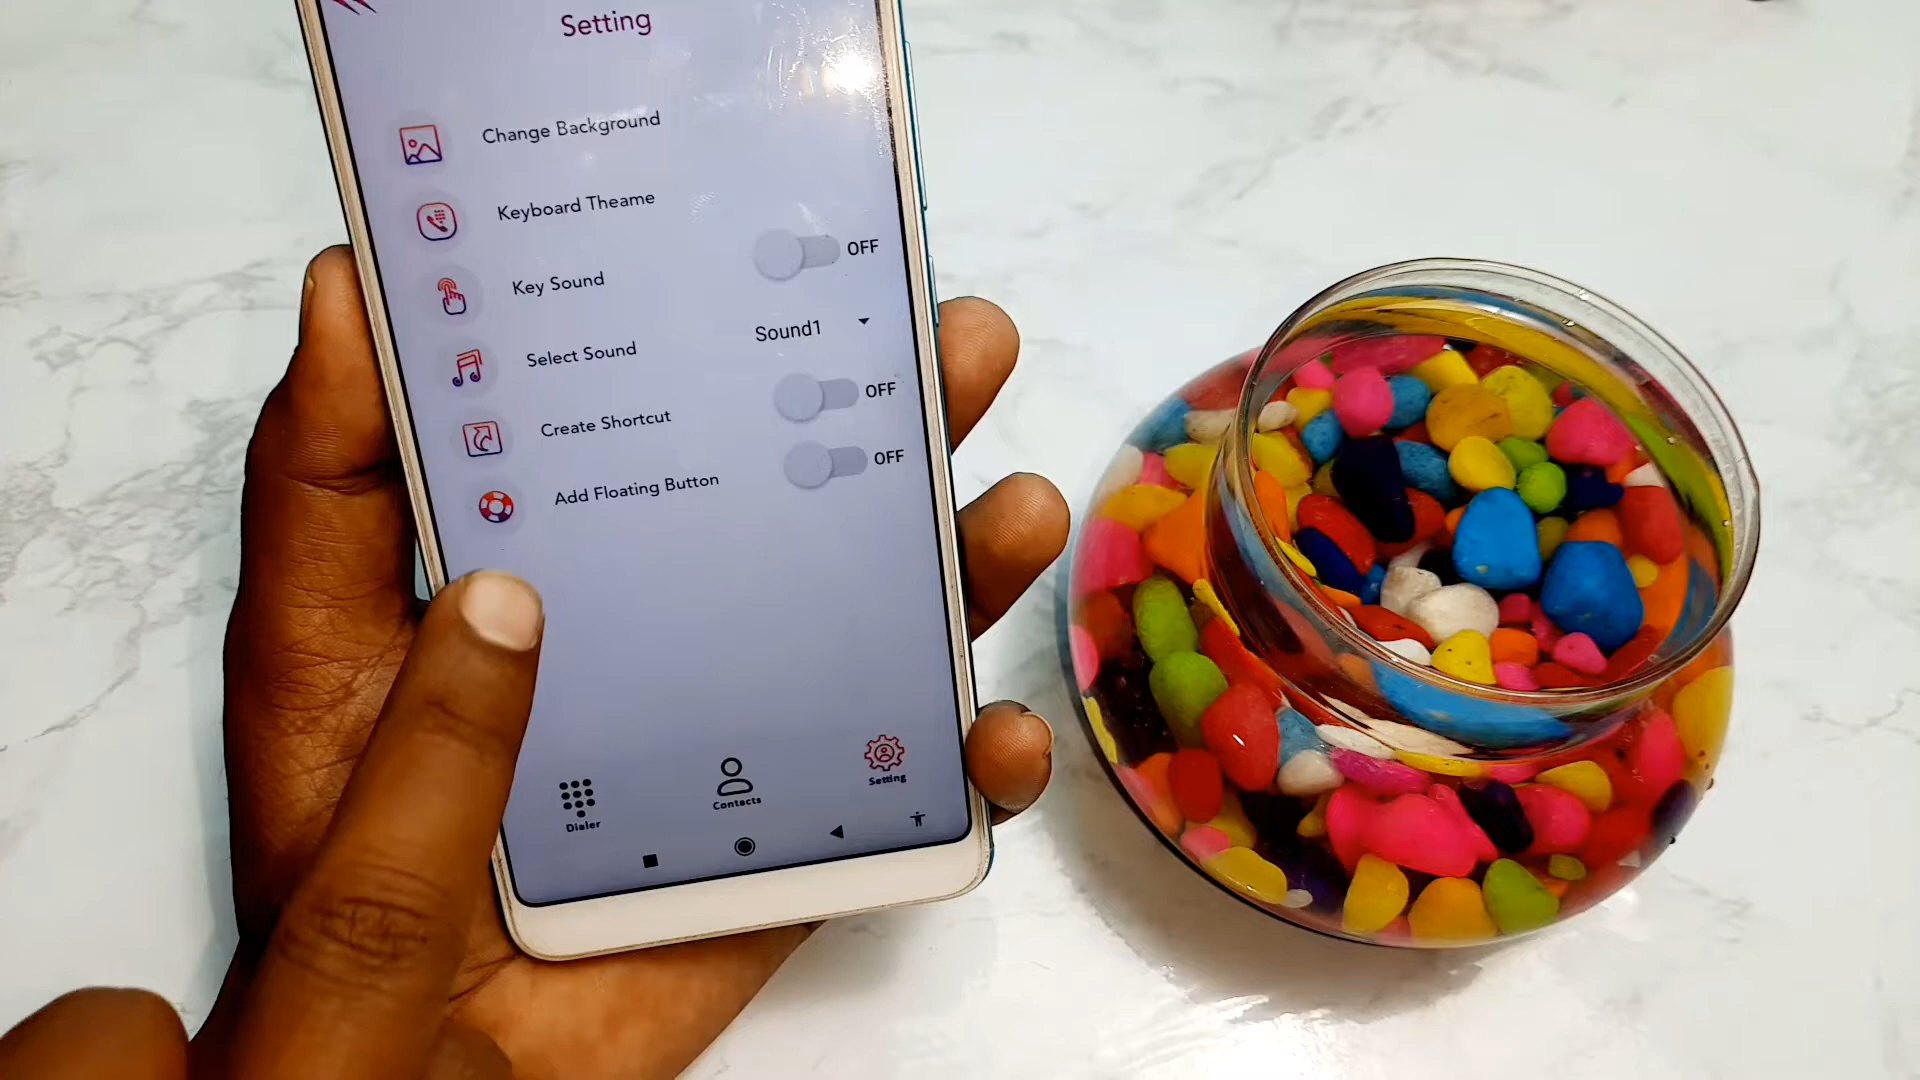 Setting
Change Background
Keyboard Theame
Key Sound OFF
Select Sound Sound1
Create Shortcut OFF
Add Floating Button OFF
Dialer Contacts Setting